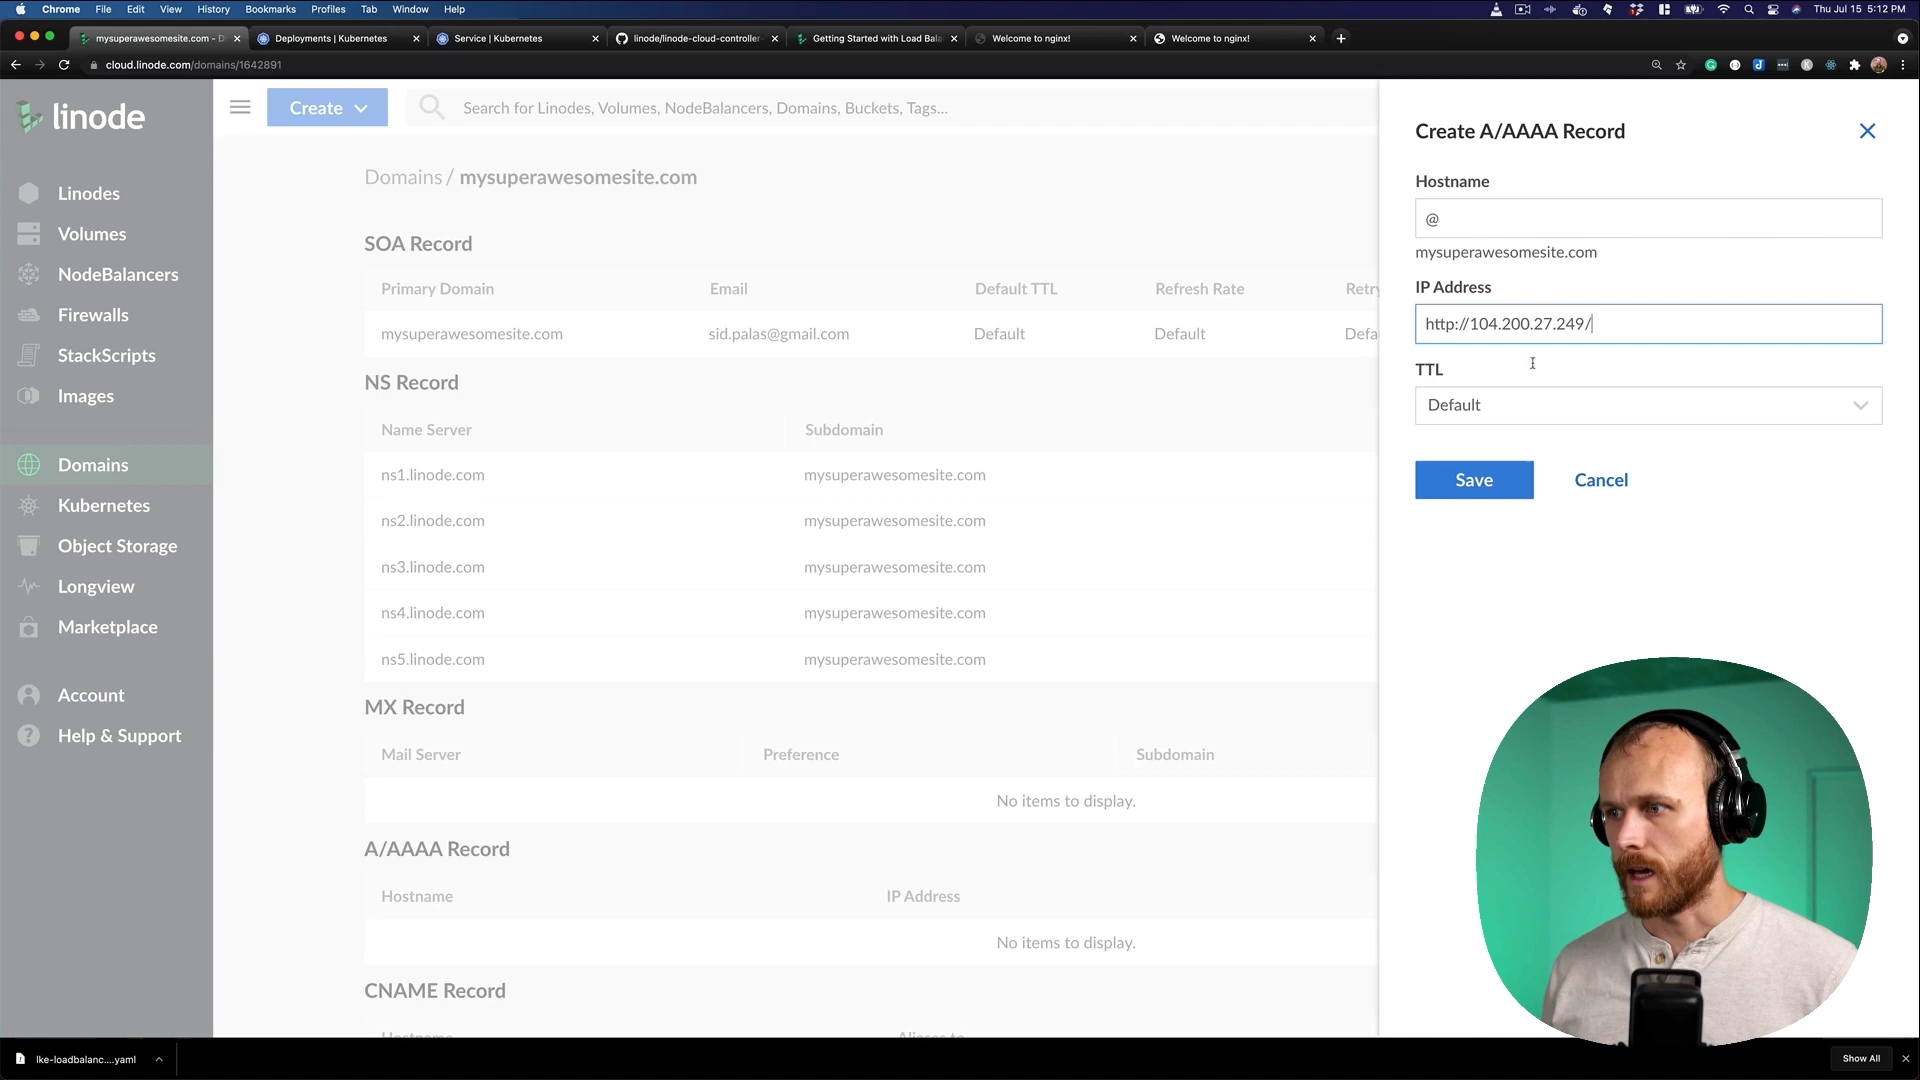 Chrome File Edit View History Bookmarks Profiles Tab Window Help Thu Jul 15 5:12 PM
mysuperawesomesite.com - D
Deployments | Kubernetes
Service | Kubernetes
linode/linode-cloud-controller-
Getting Started with Load Bala
Welcome to nginx!
Welcome to nginx!
cloud.linode.com/domains/1642891
linode
Create
Search for Linodes, Volumes, NodeBalancers, Domains, Buckets, Tags...
Linodes
Volumes
NodeBalancers
Firewalls
StackScripts
Images
Domains
Kubernetes
Object Storage
Longview
Marketplace
Account
Help & Support
Domains / mysuperawesomesite.com
SOA Record
Primary Domain Email Default TTL Refresh Rate Retry
mysuperawesomesite.com sid.palas@gmail.com Default Default Defa
NS Record
Name Server Subdomain
ns1.linode.com mysuperawesomesite.com
ns2.linode.com mysuperawesomesite.com
ns3.linode.com mysuperawesomesite.com
ns4.linode.com mysuperawesomesite.com
ns5.linode.com mysuperawesomesite.com
MX Record
Mail Server Preference Subdomain
No items to display.
A/AAAA Record
Hostname IP Address
No items to display.
CNAME Record
Hostname Aliases to
Create A/AAAA Record
Hostname
@
mysuperawesomesite.com
IP Address
http://104.200.27.249/
TTL
Default
Save Cancel
lke-loadbalanc....yaml
Show All